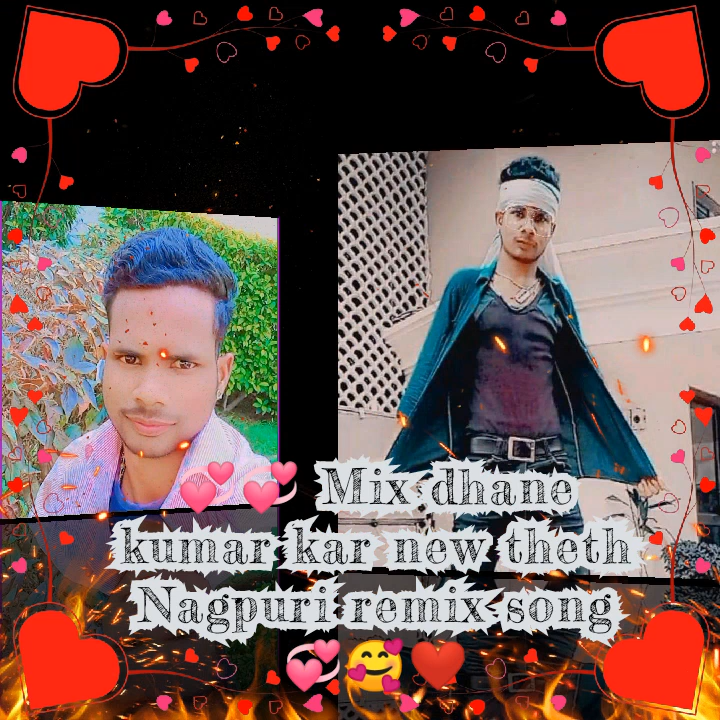 💞💞 Mix dhane
kumar kar new theth
Nagpuri remix song
💞🥰❤️